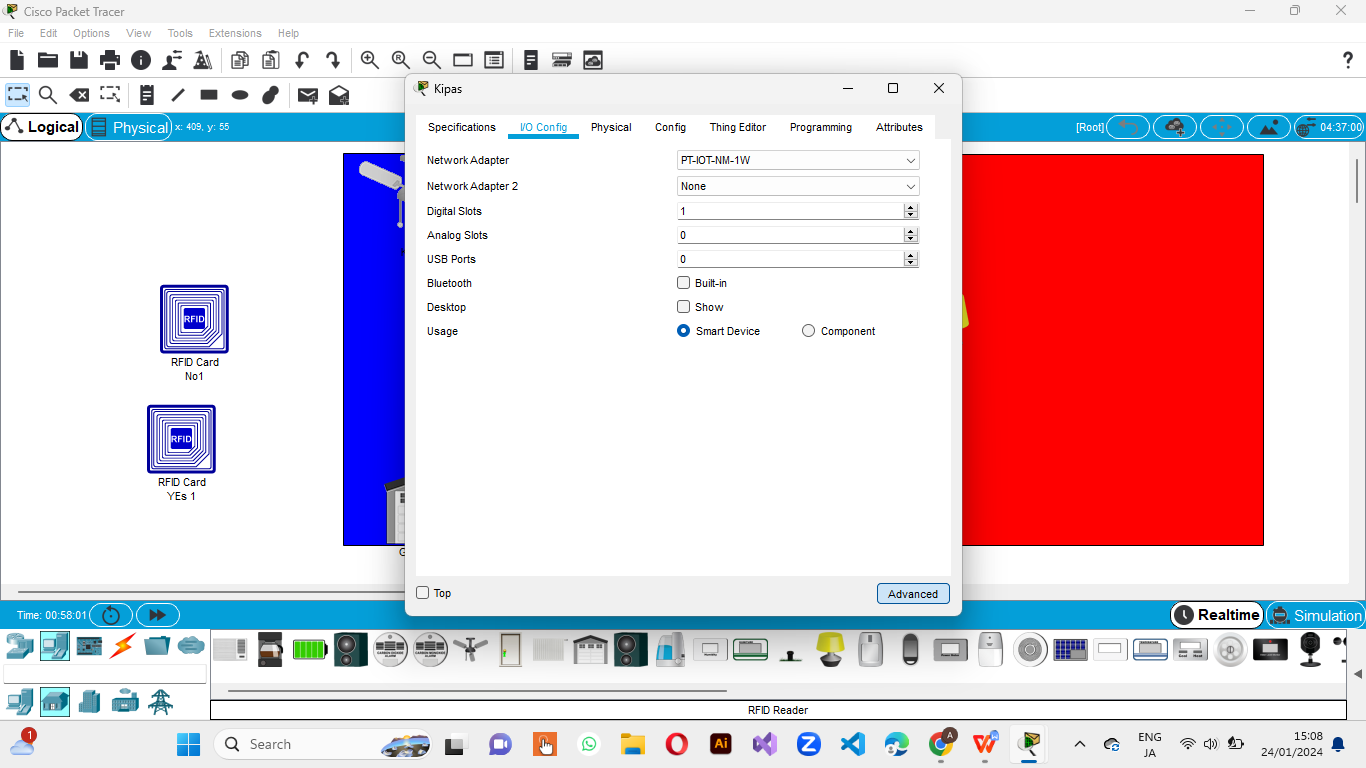 Cisco Packet Tracer
File Edit Options View Tools Extensions Help
Kipas
Logical Physical x: 409, y: 55
[Root] 04:37:00
Specifications I/O Config Physical Config Thing Editor Programming Attributes
Network Adapter PT-IOT-NM-1W
Network Adapter 2 None
Digital Slots 1
Analog Slots 0
USB Ports 0
Bluetooth Built-in
Desktop Show
Usage Smart Device Component
RFID
RFID Card
No1
RFID
RFID Card
YEs 1
G
Top Advanced
Time: 00:58:01 Realtime Simulation
RFID Reader
1
Search
Ai
A
W
ENG
JA
15:08
24/01/2024